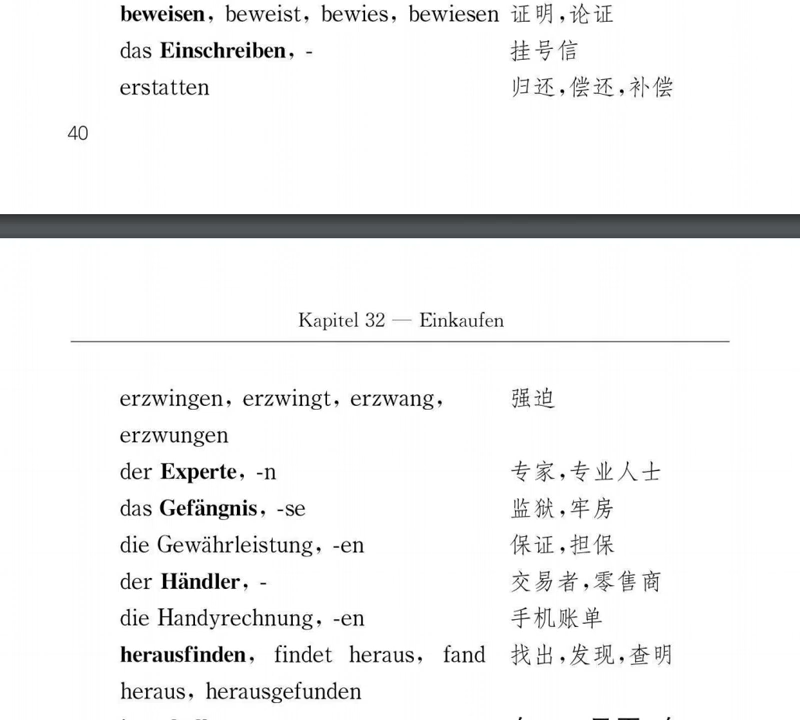 beweisen, beweist, bewies, bewiesen 证明,论证
das Einschreiben, - 挂号信
erstatten 归还,偿还,补偿
40
Kapitel 32 — Einkaufen
erzwingen, erzwingt, erzwang, 强迫
erzwungen
der Experte, -n 专家,专业人士
das Gefängnis, -se 监狱,牢房
die Gewährleistung, -en 保证,担保
der Händler, - 交易者,零售商
die Handyrechnung, -en 手机账单
herausfinden, findet heraus, fand 找出,发现,查明
heraus, herausgefunden